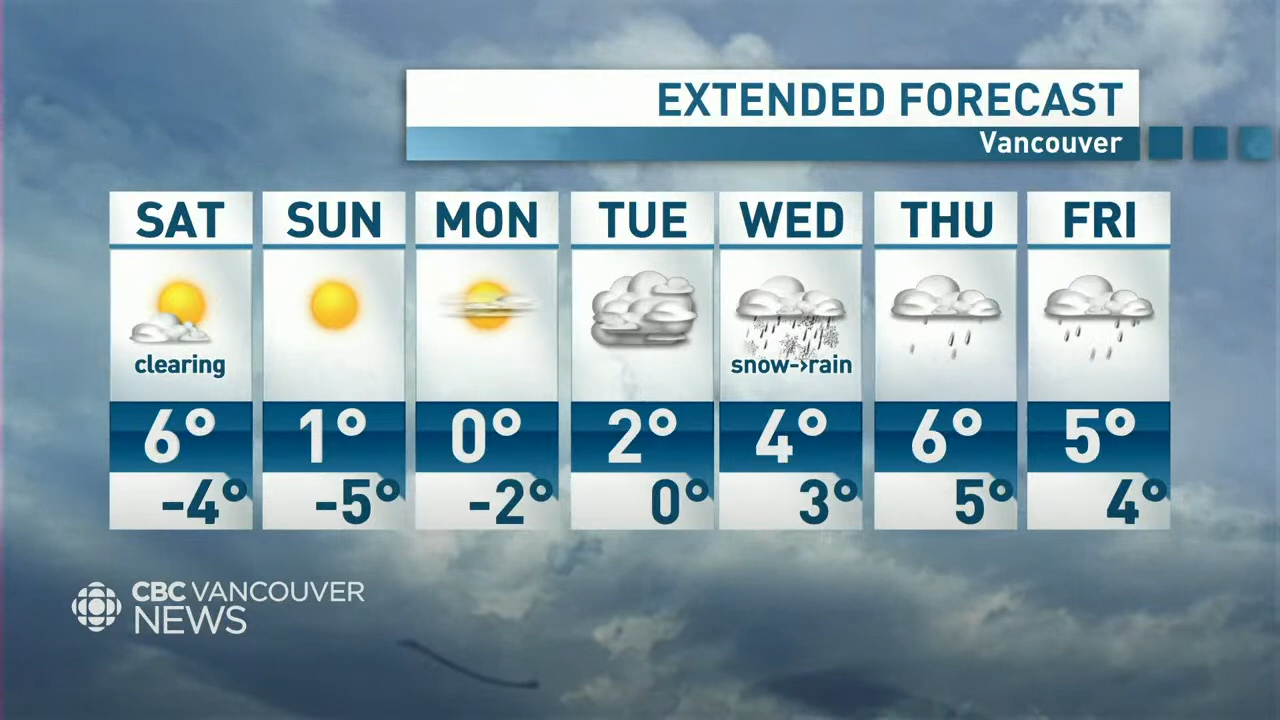 EXTENDED FORECAST
Vancouver
SAT SUN MON TUE WED THU FRI
clearing snow->rain
6° 1° 0° 2° 4° 6° 5°
-4° -5° -2° 0° 3° 5° 4°
CBC VANCOUVER
NEWS